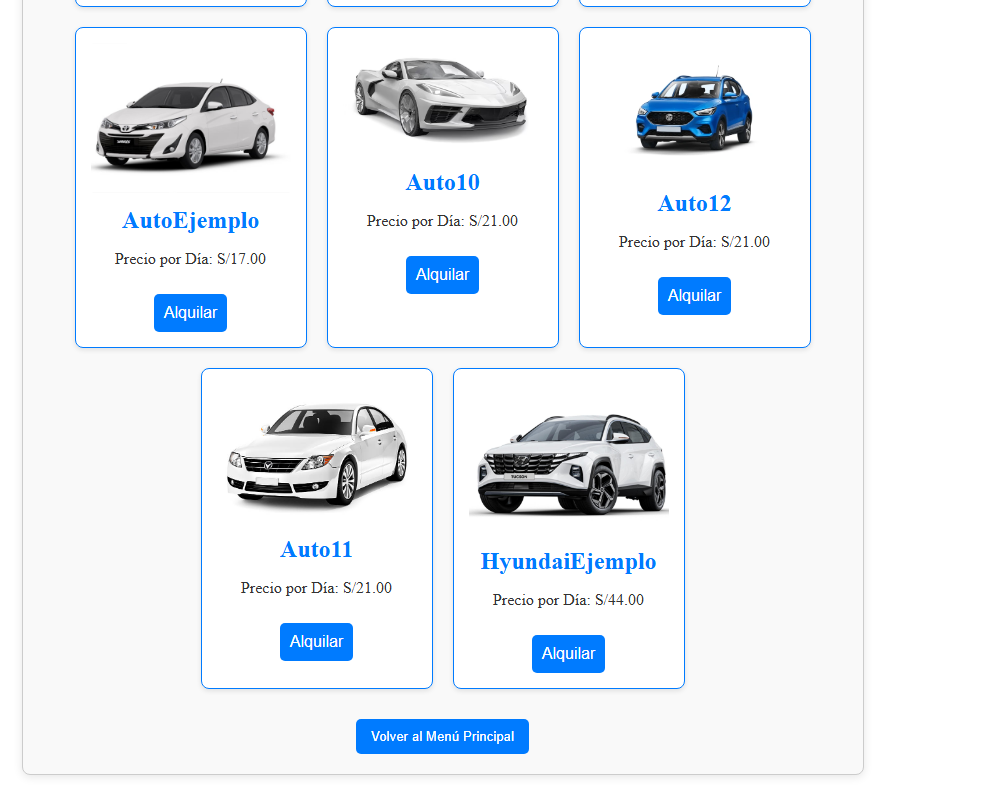 AutoEjemplo
Precio por Día: S/17.00
Alquilar
Auto10
Precio por Día: S/21.00
Alquilar
Auto12
Precio por Día: S/21.00
Alquilar
Auto11
Precio por Día: S/21.00
Alquilar
TUCSON
HyundaiEjemplo
Precio por Día: S/44.00
Alquilar
Volver al Menú Principal